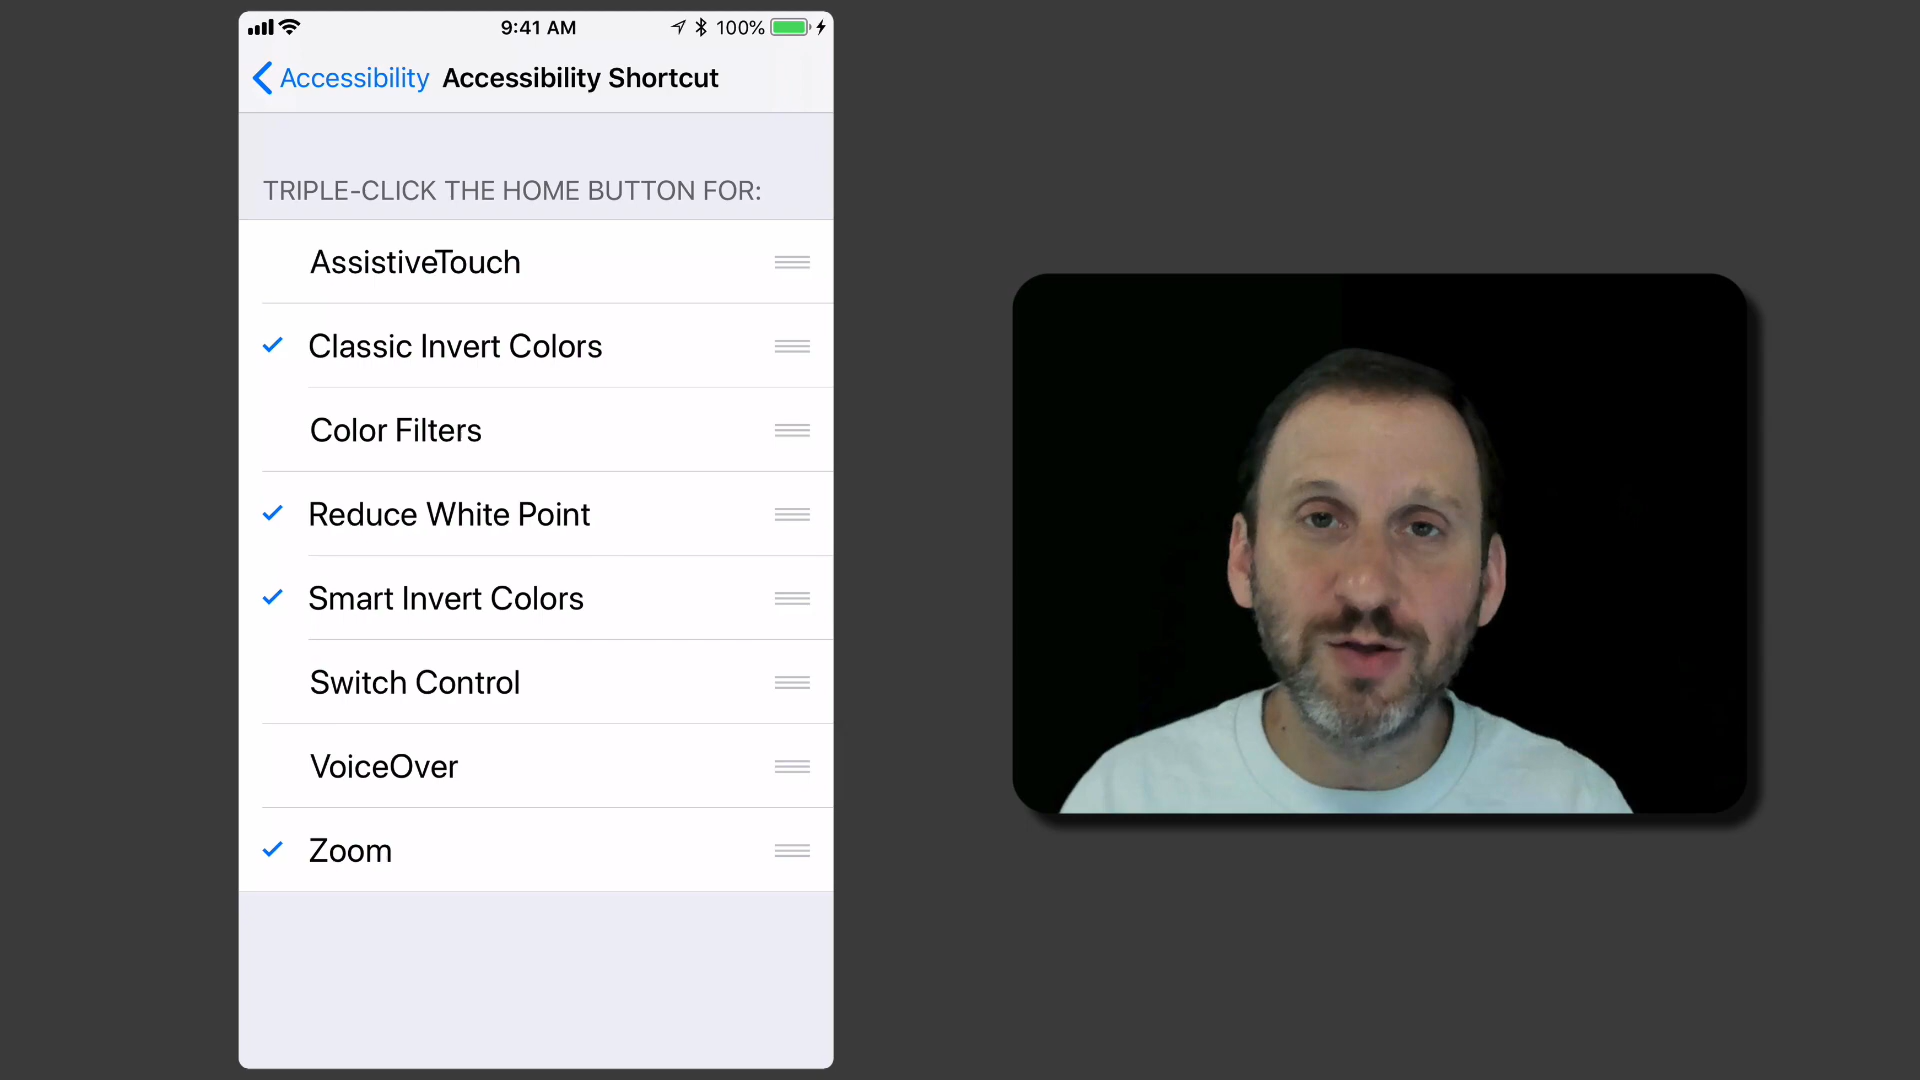 9:41 AM 100%
Accessibility Accessibility Shortcut
TRIPLE-CLICK THE HOME BUTTON FOR:
AssistiveTouch
Classic Invert Colors
Color Filters
Reduce White Point
Smart Invert Colors
Switch Control
VoiceOver
Zoom